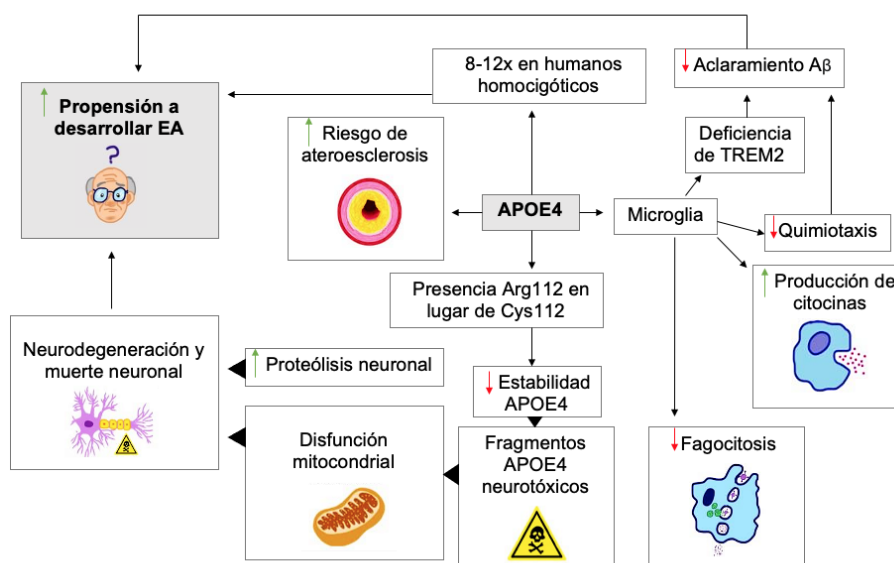 8-12x en humanos
homocigóticos
Aclaramiento Aβ
Propensión a
desarrollar EA
?
Riesgo de
ateroesclerosis
Deficiencia
de TREM2
APOE4
Microglia
Quimiotaxis
Presencia Arg112 en
lugar de Cys112
Producción de
citocinas
Neurodegeneración y
muerte neuronal
Proteólisis neuronal
Estabilidad
APOE4
Disfunción
mitocondrial
Fragmentos
APOE4
neurotóxicos
Fagocitosis